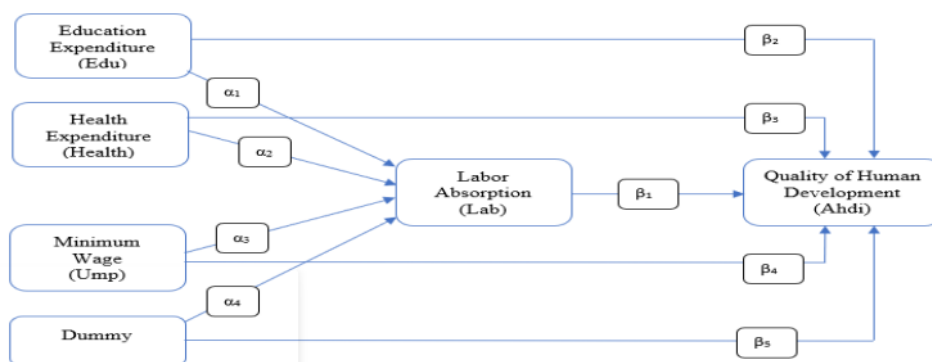 Education
Expenditure
(Edu)
β₂
α₁
Health
Expenditure
(Health)
β₃
α₂
Labor
Absorption
(Lab)
β₁
Quality of Human
Development
(Ahdi)
Minimum
Wage
(Ump)
α₃
β₄
α₄
Dummy
β₅